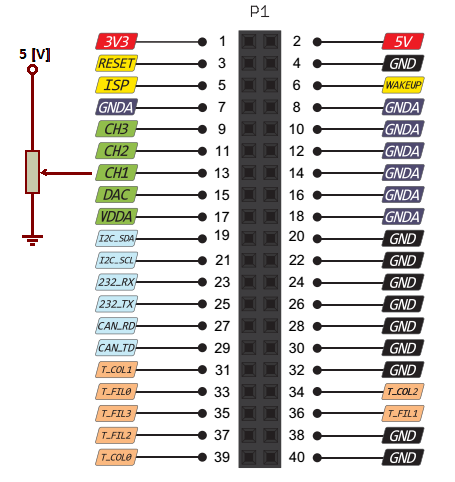 P1
5 [V]
3V3 1 2 5V
RESET 3 4 GND
ISP 5 6 WAKEUP
GNDA 7 8 GNDA
CH3 9 10 GNDA
CH2 11 12 GNDA
CH1 13 14 GNDA
DAC 15 16 GNDA
VDDA 17 18 GNDA
I2C_SDA 19 20 GND
I2C_SCL 21 22 GND
232_RX 23 24 GND
232_TX 25 26 GND
CAN_RD 27 28 GND
CAN_TD 29 30 GND
T_COL1 31 32 GND
T_FIL0 33 34 T_COL2
T_FIL3 35 36 T_FIL1
T_FIL2 37 38 GND
T_COL0 39 40 GND